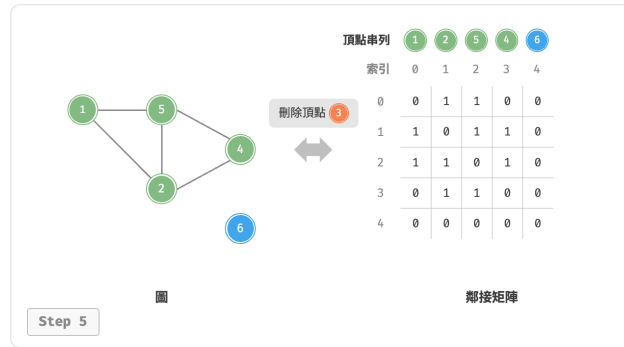 頂點串列 1 2 5 4 6
索引 0 1 2 3 4
0 0 1 1 0 0
1 1 0 1 1 0
2 1 1 0 1 0
3 0 1 1 0 0
4 0 0 0 0 0
刪除頂點 3
1 5
4
2
6
圖
鄰接矩陣
Step 5